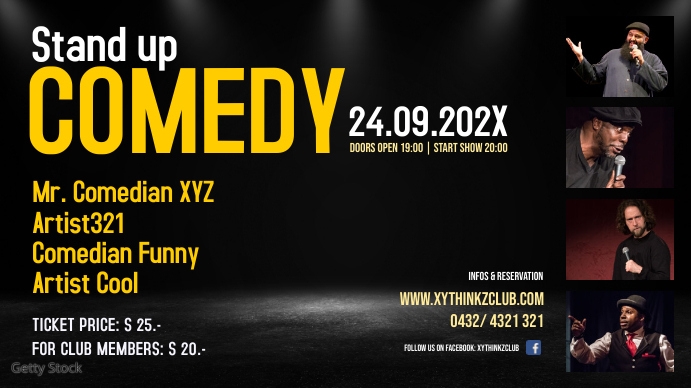 Stand up
COMEDY
24.09.202X
DOORS OPEN 19:00 | START SHOW 20:00
Mr. Comedian XYZ
Artist321
Comedian Funny
Artist Cool
TICKET PRICE: $ 25.-
FOR CLUB MEMBERS: $ 20.-
INFOS & RESERVATION
WWW.XYTHINKZCLUB.COM
0432/ 4321 321
FOLLOW US ON FACEBOOK: XYTHINKZCLUB
Getty Stock